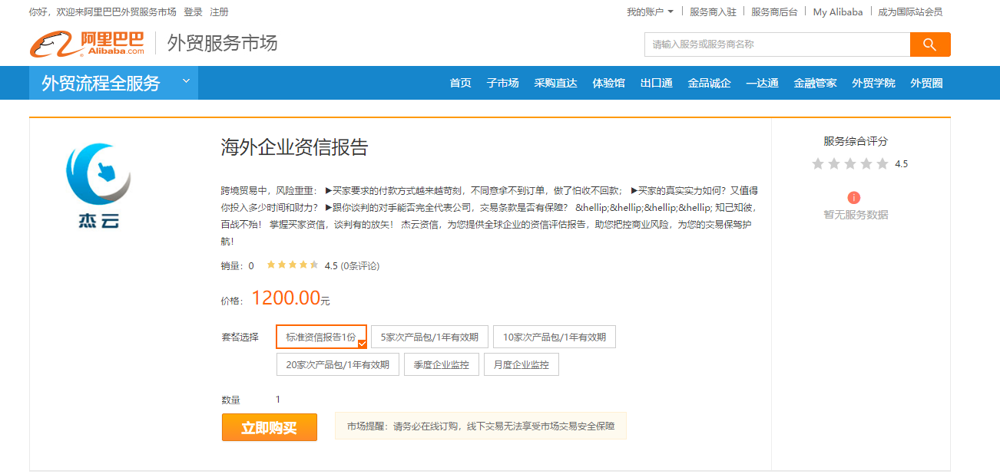 你好，欢迎来阿里巴巴外贸服务市场 登录 注册
我的账户 服务商入驻 服务商后台 My Alibaba 成为国际站会员
阿里巴巴
Alibaba.com
外贸服务市场
请输入服务或服务商名称
外贸流程全服务
首页 子市场 采购直达 体验馆 出口通 金品诚企 一达通 金融管家 外贸学院 外贸圈
杰云
海外企业资信报告
跨境贸易中，风险重重： ▶买家要求的付款方式越来越苛刻，不同意拿不到订单，做了怕收不回款； ▶买家的真实实力如何？又值得
你投入多少时间和财力？ ▶跟你谈判的对手能否完全代表公司，交易条款是否有保障？ &hellip;&hellip;&hellip;&hellip; 知己知彼，
百战不殆！ 掌握买家资信，谈判有的放矢！ 杰云资信，为您提供全球企业的资信评估报告，助您把控商业风险，为您的交易保驾护
航！
销量：0 4.5 (0条评论)
价格： 1200.00元
套餐选择 标准资信报告1份 5家次产品包/1年有效期 10家次产品包/1年有效期
20家次产品包/1年有效期 季度企业监控 月度企业监控
数量 1
立即购买 市场提醒：请务必在线订购，线下交易无法享受市场交易安全保障
服务综合评分
4.5
暂无服务数据